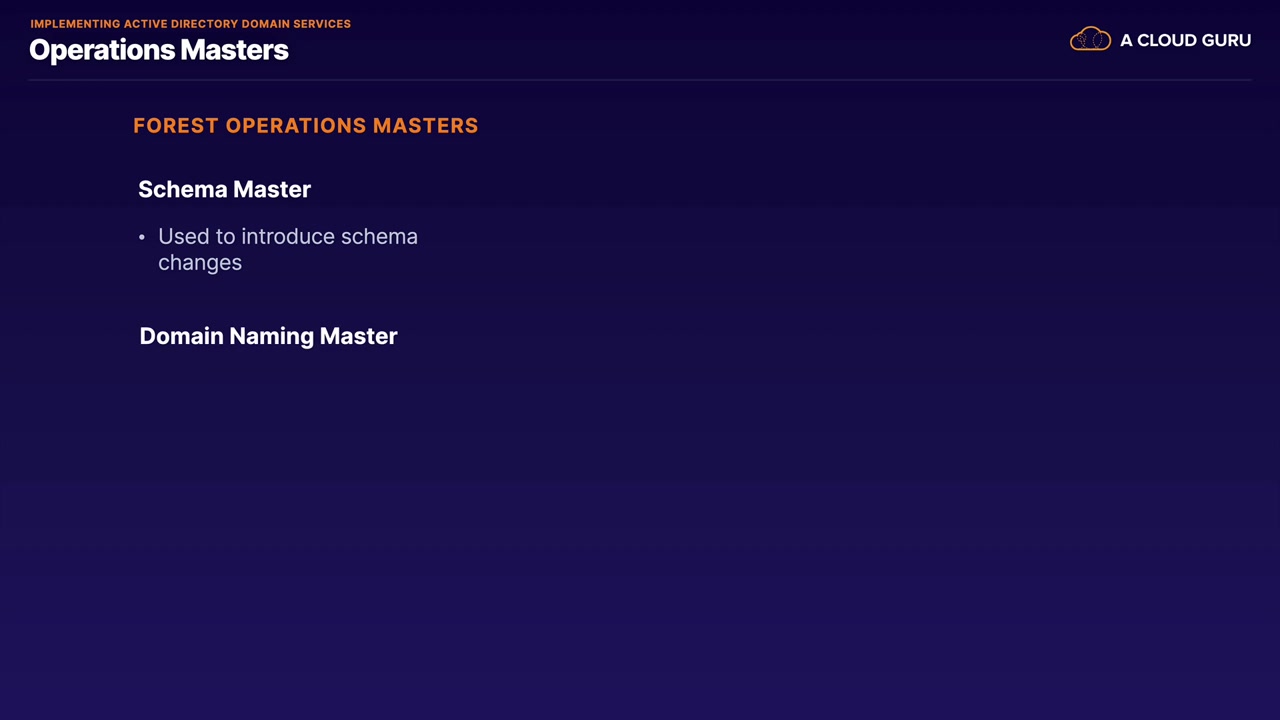 IMPLEMENTING ACTIVE DIRECTORY DOMAIN SERVICES
Operations Masters
A CLOUD GURU
FOREST OPERATIONS MASTERS
Schema Master
• Used to introduce schema
changes
Domain Naming Master